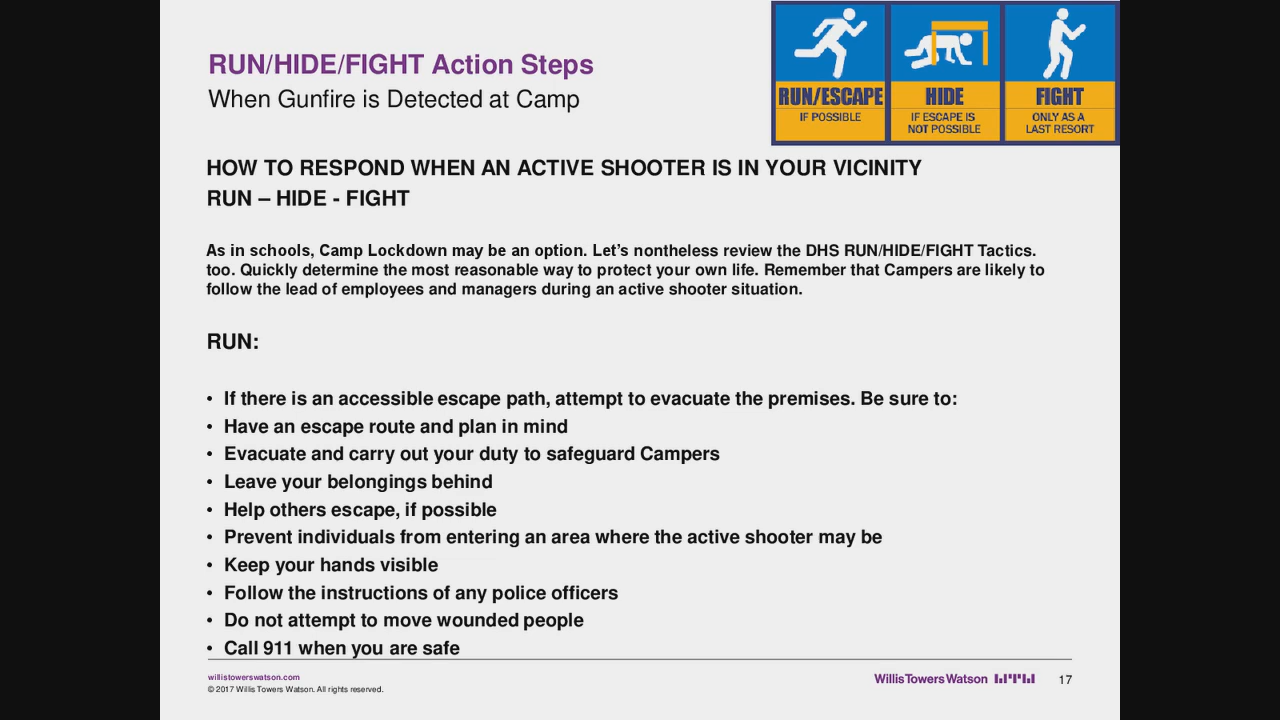 RUN/HIDE/FIGHT Action Steps
When Gunfire is Detected at Camp
RUN/ESCAPE
IF POSSIBLE
HIDE
IF ESCAPE IS
NOT POSSIBLE
FIGHT
ONLY AS A
LAST RESORT
HOW TO RESPOND WHEN AN ACTIVE SHOOTER IS IN YOUR VICINITY
RUN – HIDE - FIGHT
As in schools, Camp Lockdown may be an option. Let’s nontheless review the DHS RUN/HIDE/FIGHT Tactics.
too. Quickly determine the most reasonable way to protect your own life. Remember that Campers are likely to
follow the lead of employees and managers during an active shooter situation.
RUN:
• If there is an accessible escape path, attempt to evacuate the premises. Be sure to:
• Have an escape route and plan in mind
• Evacuate and carry out your duty to safeguard Campers
• Leave your belongings behind
• Help others escape, if possible
• Prevent individuals from entering an area where the active shooter may be
• Keep your hands visible
• Follow the instructions of any police officers
• Do not attempt to move wounded people
• Call 911 when you are safe
willistowerswatson.com
© 2017 Willis Towers Watson. All rights reserved.
WillisTowersWatson
17